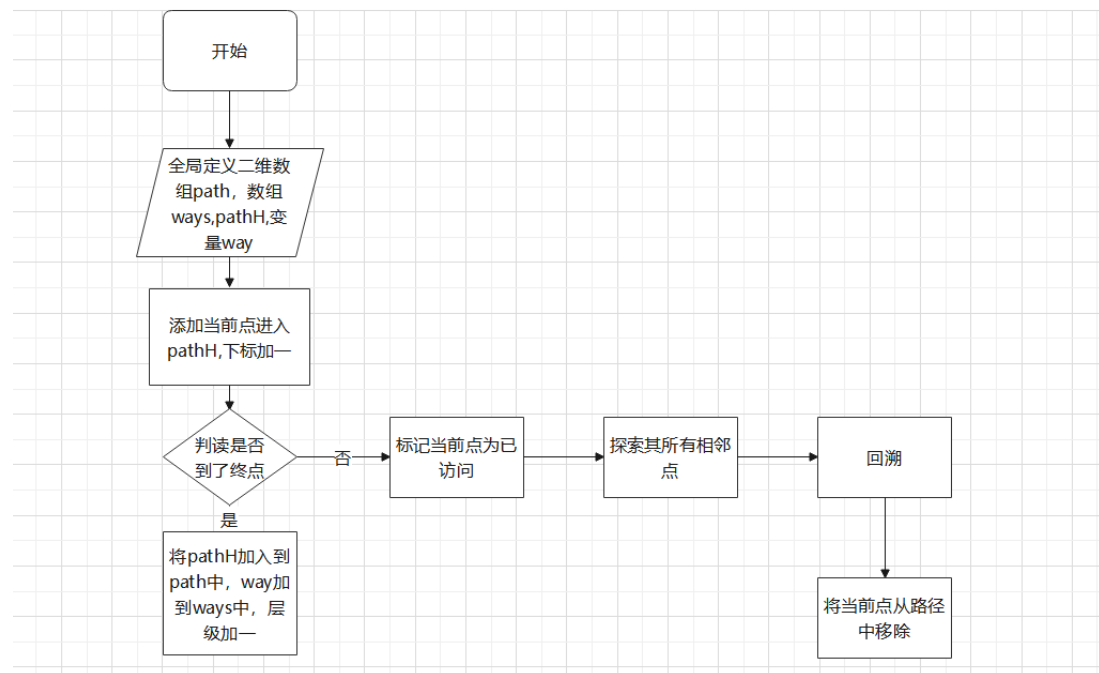 开始
全局定义二维数
组path，数组
ways,pathH,变
量way
添加当前点进入
pathH,下标加一
判读是否
到了终点
否
标记当前点为已
访问
探索其所有相邻
点
回溯
是
将pathH加入到
path中，way加
到ways中，层
级加一
将当前点从路径
中移除